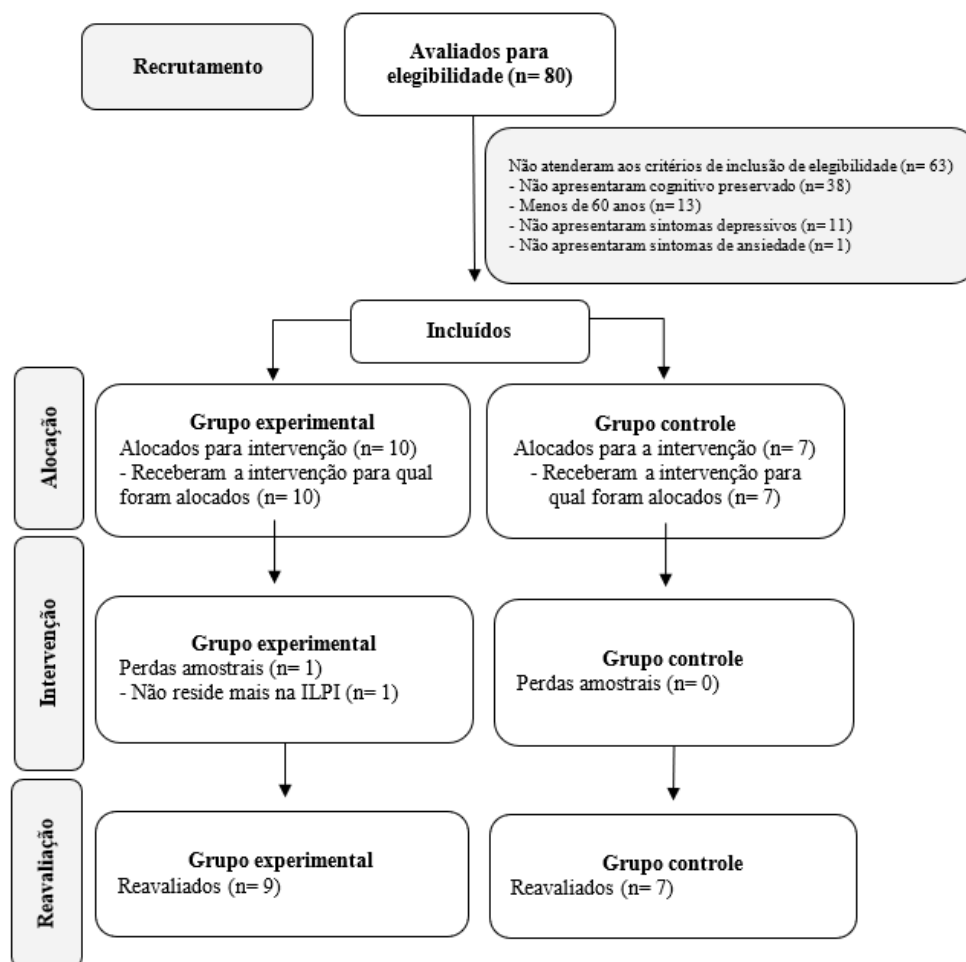 Recrutamento
Avaliados para
elegibilidade (n= 80)
Não atenderam aos critérios de inclusão de elegibilidade (n= 63)
- Não apresentaram cognitivo preservado (n= 38)
- Menos de 60 anos (n= 13)
- Não apresentaram sintomas depressivos (n= 11)
- Não apresentaram sintomas de ansiedade (n= 1)
Incluídos
Alocação
Grupo experimental
Alocados para intervenção (n= 10)
- Receberam a intervenção para qual
foram alocados (n= 10)
Grupo controle
Alocados para a intervenção (n= 7)
- Receberam a intervenção para
qual foram alocados (n= 7)
Intervenção
Grupo experimental
Perdas amostrais (n= 1)
- Não reside mais na ILPI (n= 1)
Grupo controle
Perdas amostrais (n= 0)
Reavaliação
Grupo experimental
Reavaliados (n= 9)
Grupo controle
Reavaliados (n= 7)